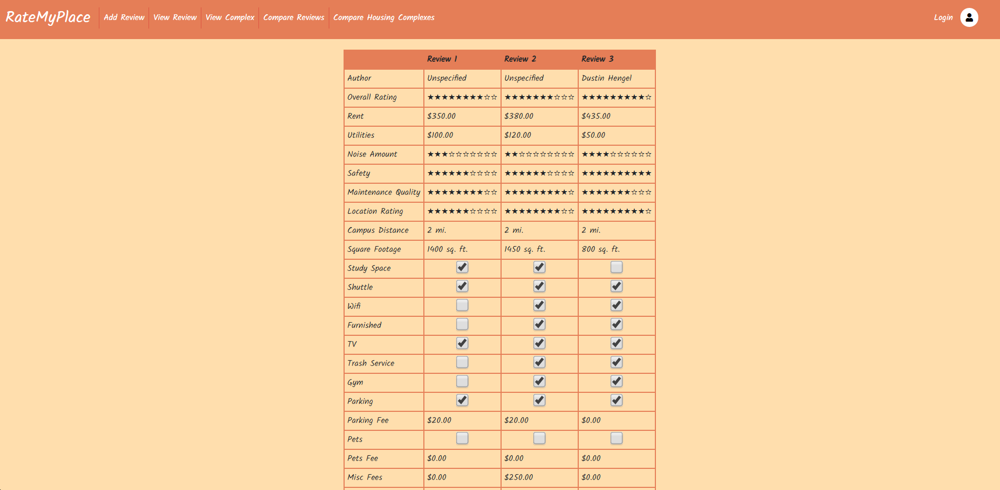 RateMyPlace Add Review View Review View Complex Compare Reviews Compare Housing Complexes Login
Review 1 Review 2 Review 3
Author Unspecified Unspecified Dustin Hengel
Overall Rating ★★★★★★★★☆☆ ★★★★★★★☆☆☆ ★★★★★★★★★☆
Rent $350.00 $380.00 $435.00
Utilities $100.00 $120.00 $50.00
Noise Amount ★★★☆☆☆☆☆☆☆ ★★☆☆☆☆☆☆☆☆ ★★★★☆☆☆☆☆☆
Safety ★★★★★★☆☆☆☆ ★★★★★★☆☆☆☆ ★★★★★★★★★★
Maintenance Quality ★★★★★★★★☆☆ ★★★★★★★★★☆ ★★★★★★★☆☆☆
Location Rating ★★★★★★☆☆☆☆ ★★★★★★★★☆☆ ★★★★★★★★★☆
Campus Distance 2 mi. 2 mi. 2 mi.
Square Footage 1400 sq. ft. 1450 sq. ft. 800 sq. ft.
Study Space
Shuttle
Wifi
Furnished
TV
Trash Service
Gym
Parking
Parking Fee $20.00 $20.00 $0.00
Pets
Pets Fee $0.00 $0.00 $0.00
Misc Fees $0.00 $250.00 $0.00